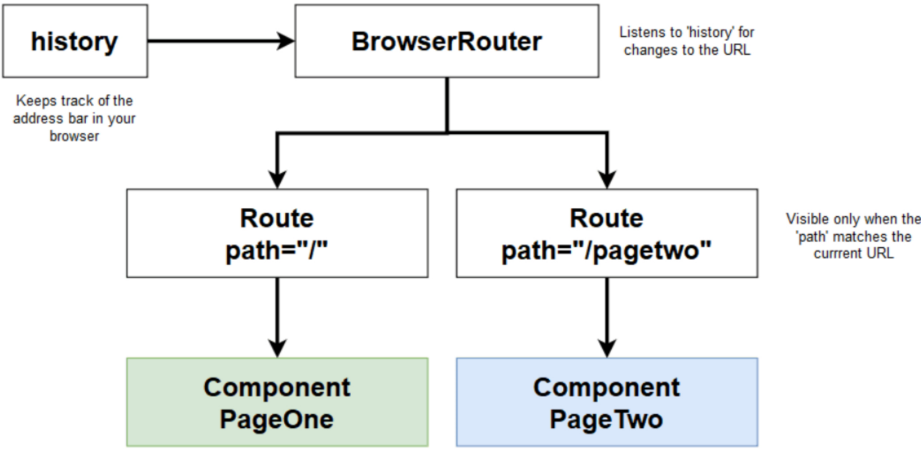 history
BrowserRouter
Listens to 'history' for
changes to the URL
Keeps track of the
address bar in your
browser
Route
path="/"
Route
path="/pagetwo"
Visible only when the
'path' matches the
currrent URL
Component
PageOne
Component
PageTwo